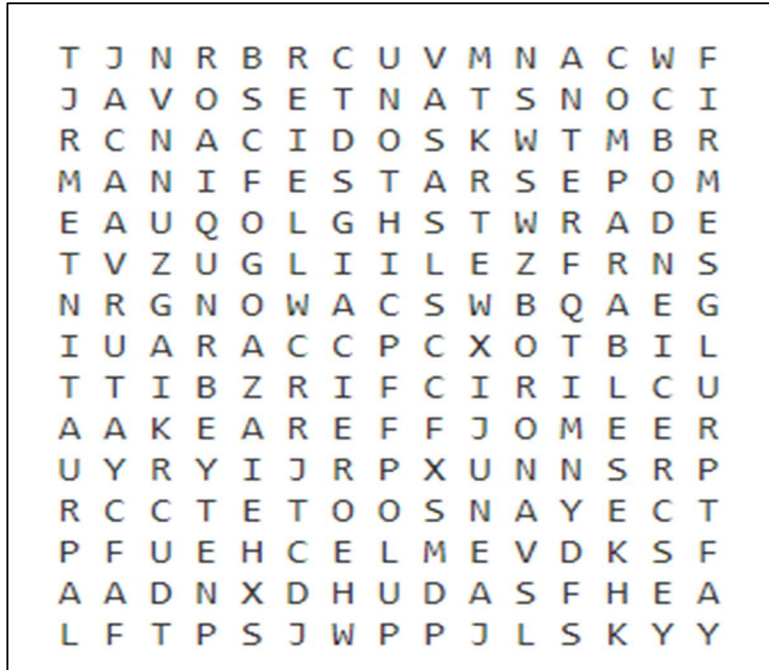 T J N R B R C U V M N A C W F
J A V O S E T N A T S N O C I
R C N A C I D O S K W T M B R
M A N I F E S T A R S E P O M
E A U Q O L G H S T W R A D E
T V Z U G L I I L E Z F R N S
N R G N O W A C S W B Q A E G
I U A R A C C P C X O T B I L
T T I B Z R I F C I R I L C U
A A K E A R E F F J O M E E R
U Y R Y I J R P X U N N S R P
R C C T E T O O S N A Y E C T
P F U E H C E L M E V D K S F
A A D N X D H U D A S F H E A
L F T P S J W P P J L S K Y Y